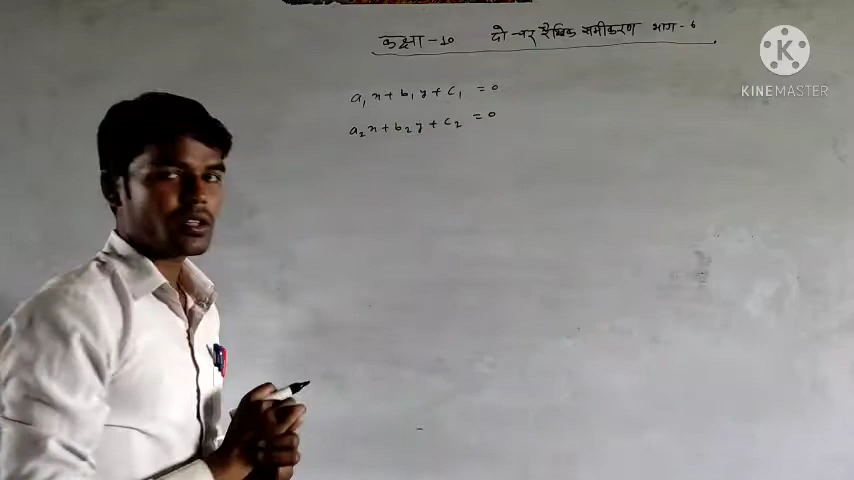 कक्षा - 10 दो चर रैखिक समीकरण भाग - 6
a₁x + b₁y + c₁ = 0
a₂x + b₂y + c₂ = 0
KINEMASTER